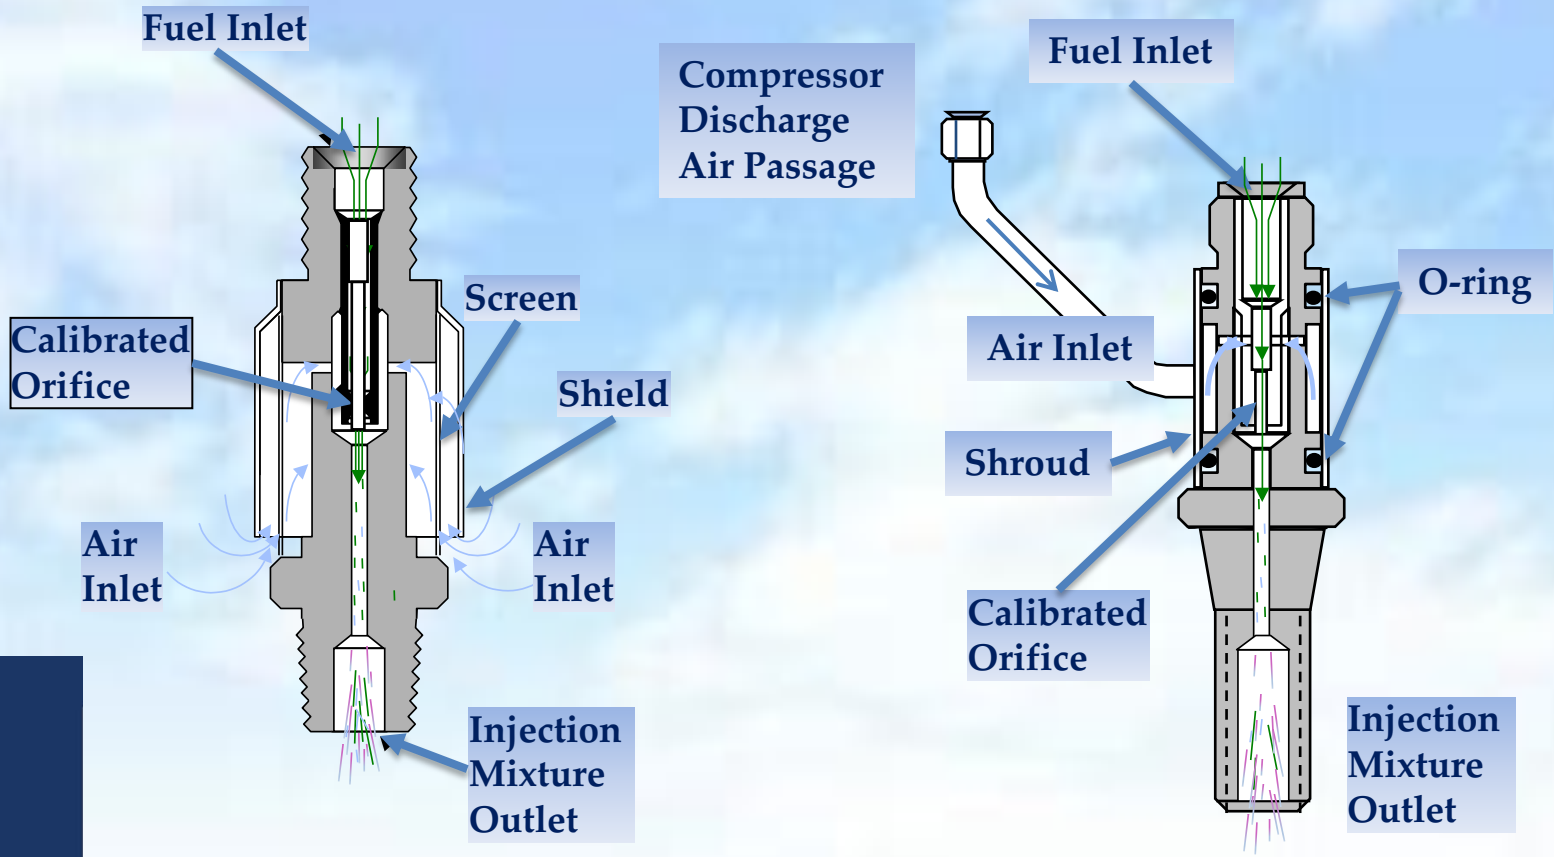 Fuel Inlet
Screen
Calibrated
Orifice
Shield
Air
Inlet
Air
Inlet
Injection
Mixture
Outlet
Compressor
Discharge
Air Passage
Fuel Inlet
O-ring
Air Inlet
Shroud
Calibrated
Orifice
Injection
Mixture
Outlet